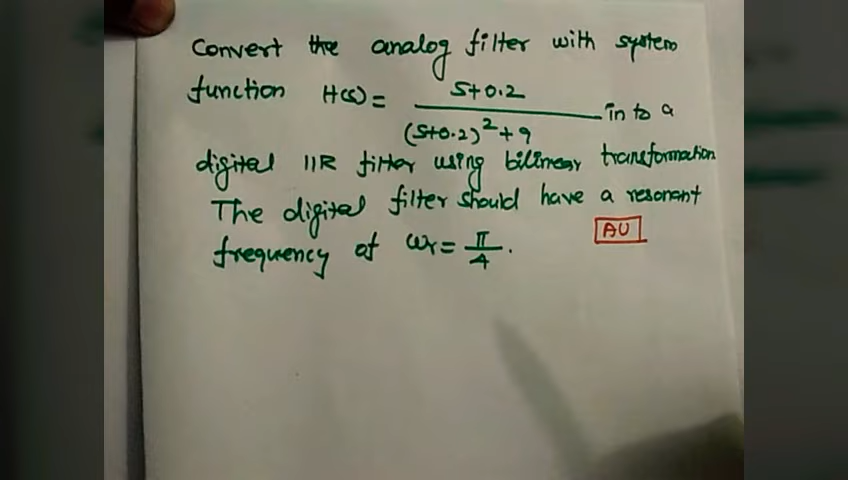 Convert the analog filter with system
function H(s) = S+0.2 / (S+0.2)² + 9 in to a
digital IIR filter using bilinear transformation
The digital filter should have a resonant
frequency of ωr = π/4 .
AU